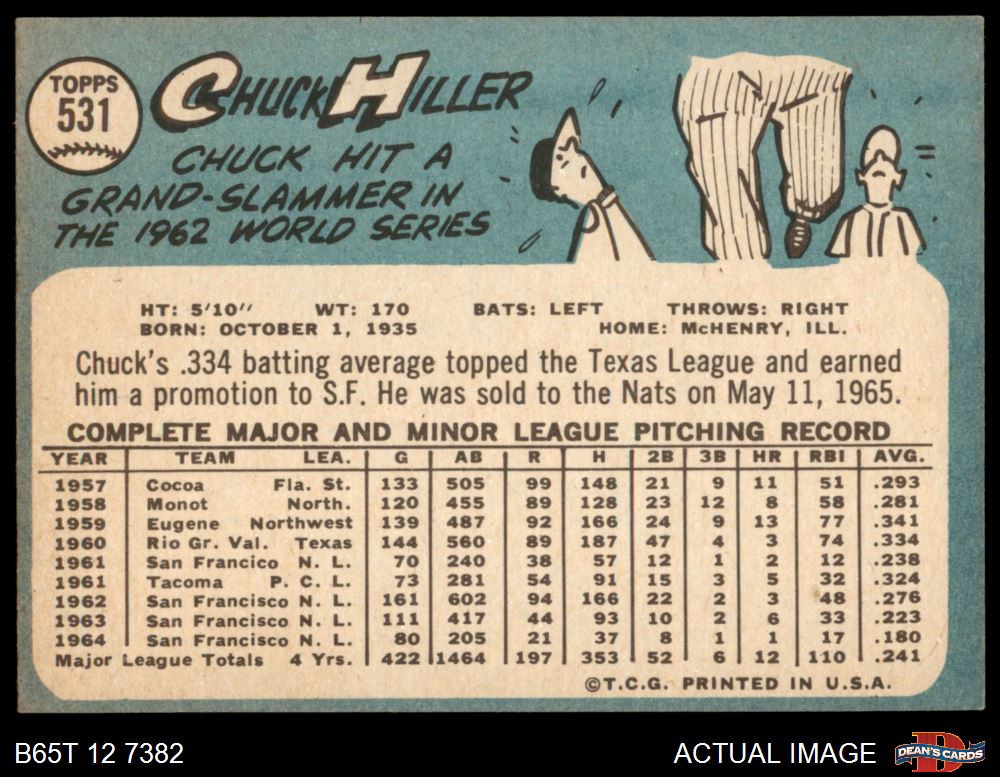 TOPPS
531
CHUCK HILLER
CHUCK HIT A
GRAND-SLAMMER IN
THE 1962 WORLD SERIES
HT: 5'10" WT: 170 BATS: LEFT THROWS: RIGHT
BORN: OCTOBER 1, 1935 HOME: McHENRY, ILL.
Chuck's .334 batting average topped the Texas League and earned
him a promotion to S.F. He was sold to the Nats on May 11, 1965.
COMPLETE MAJOR AND MINOR LEAGUE PITCHING RECORD
YEAR TEAM LEA. G AB R H 2B 3B HR RBI AVG.
1957 Cocoa Fla. St. 133 505 99 148 21 9 11 51 .293
1958 Monot North. 120 455 89 128 23 12 8 58 .281
1959 Eugene Northwest 139 487 92 166 24 9 13 77 .341
1960 Rio Gr. Val. Texas 144 560 89 187 47 4 3 74 .334
1961 San Francico N. L. 70 240 38 57 12 1 2 12 .238
1961 Tacoma P. C. L. 73 281 54 91 15 3 5 32 .324
1962 San Francisco N. L. 161 602 94 166 22 2 3 48 .276
1963 San Francisco N. L. 111 417 44 93 10 2 6 33 .223
1964 San Francisco N. L. 80 205 21 37 8 1 1 17 .180
Major League Totals 4 Yrs. 422 1464 197 353 52 6 12 110 .241
©T.C.G. PRINTED IN U.S.A.
B65T 12 7382 ACTUAL IMAGE D DEAN'S CARDS